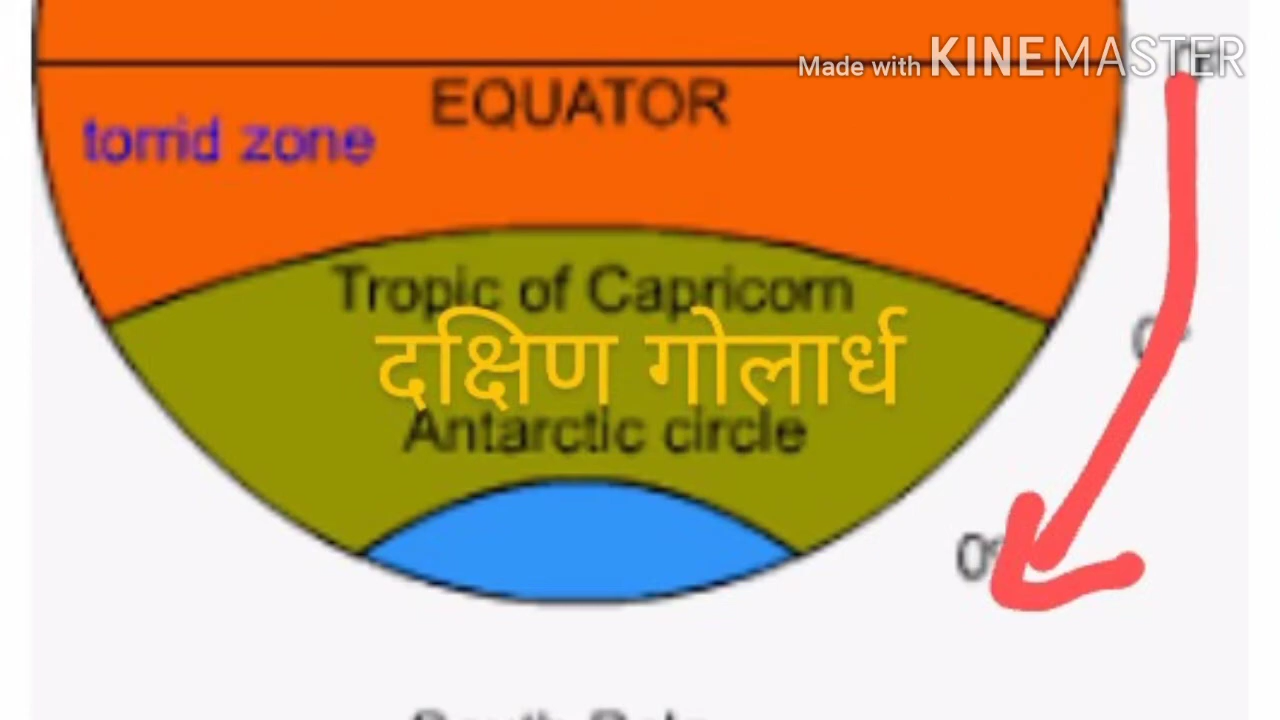 Made with KINEMASTER
EQUATOR
torrid zone
Tropic of Capricorn
दक्षिण गोलार्ध
Antarctic circle